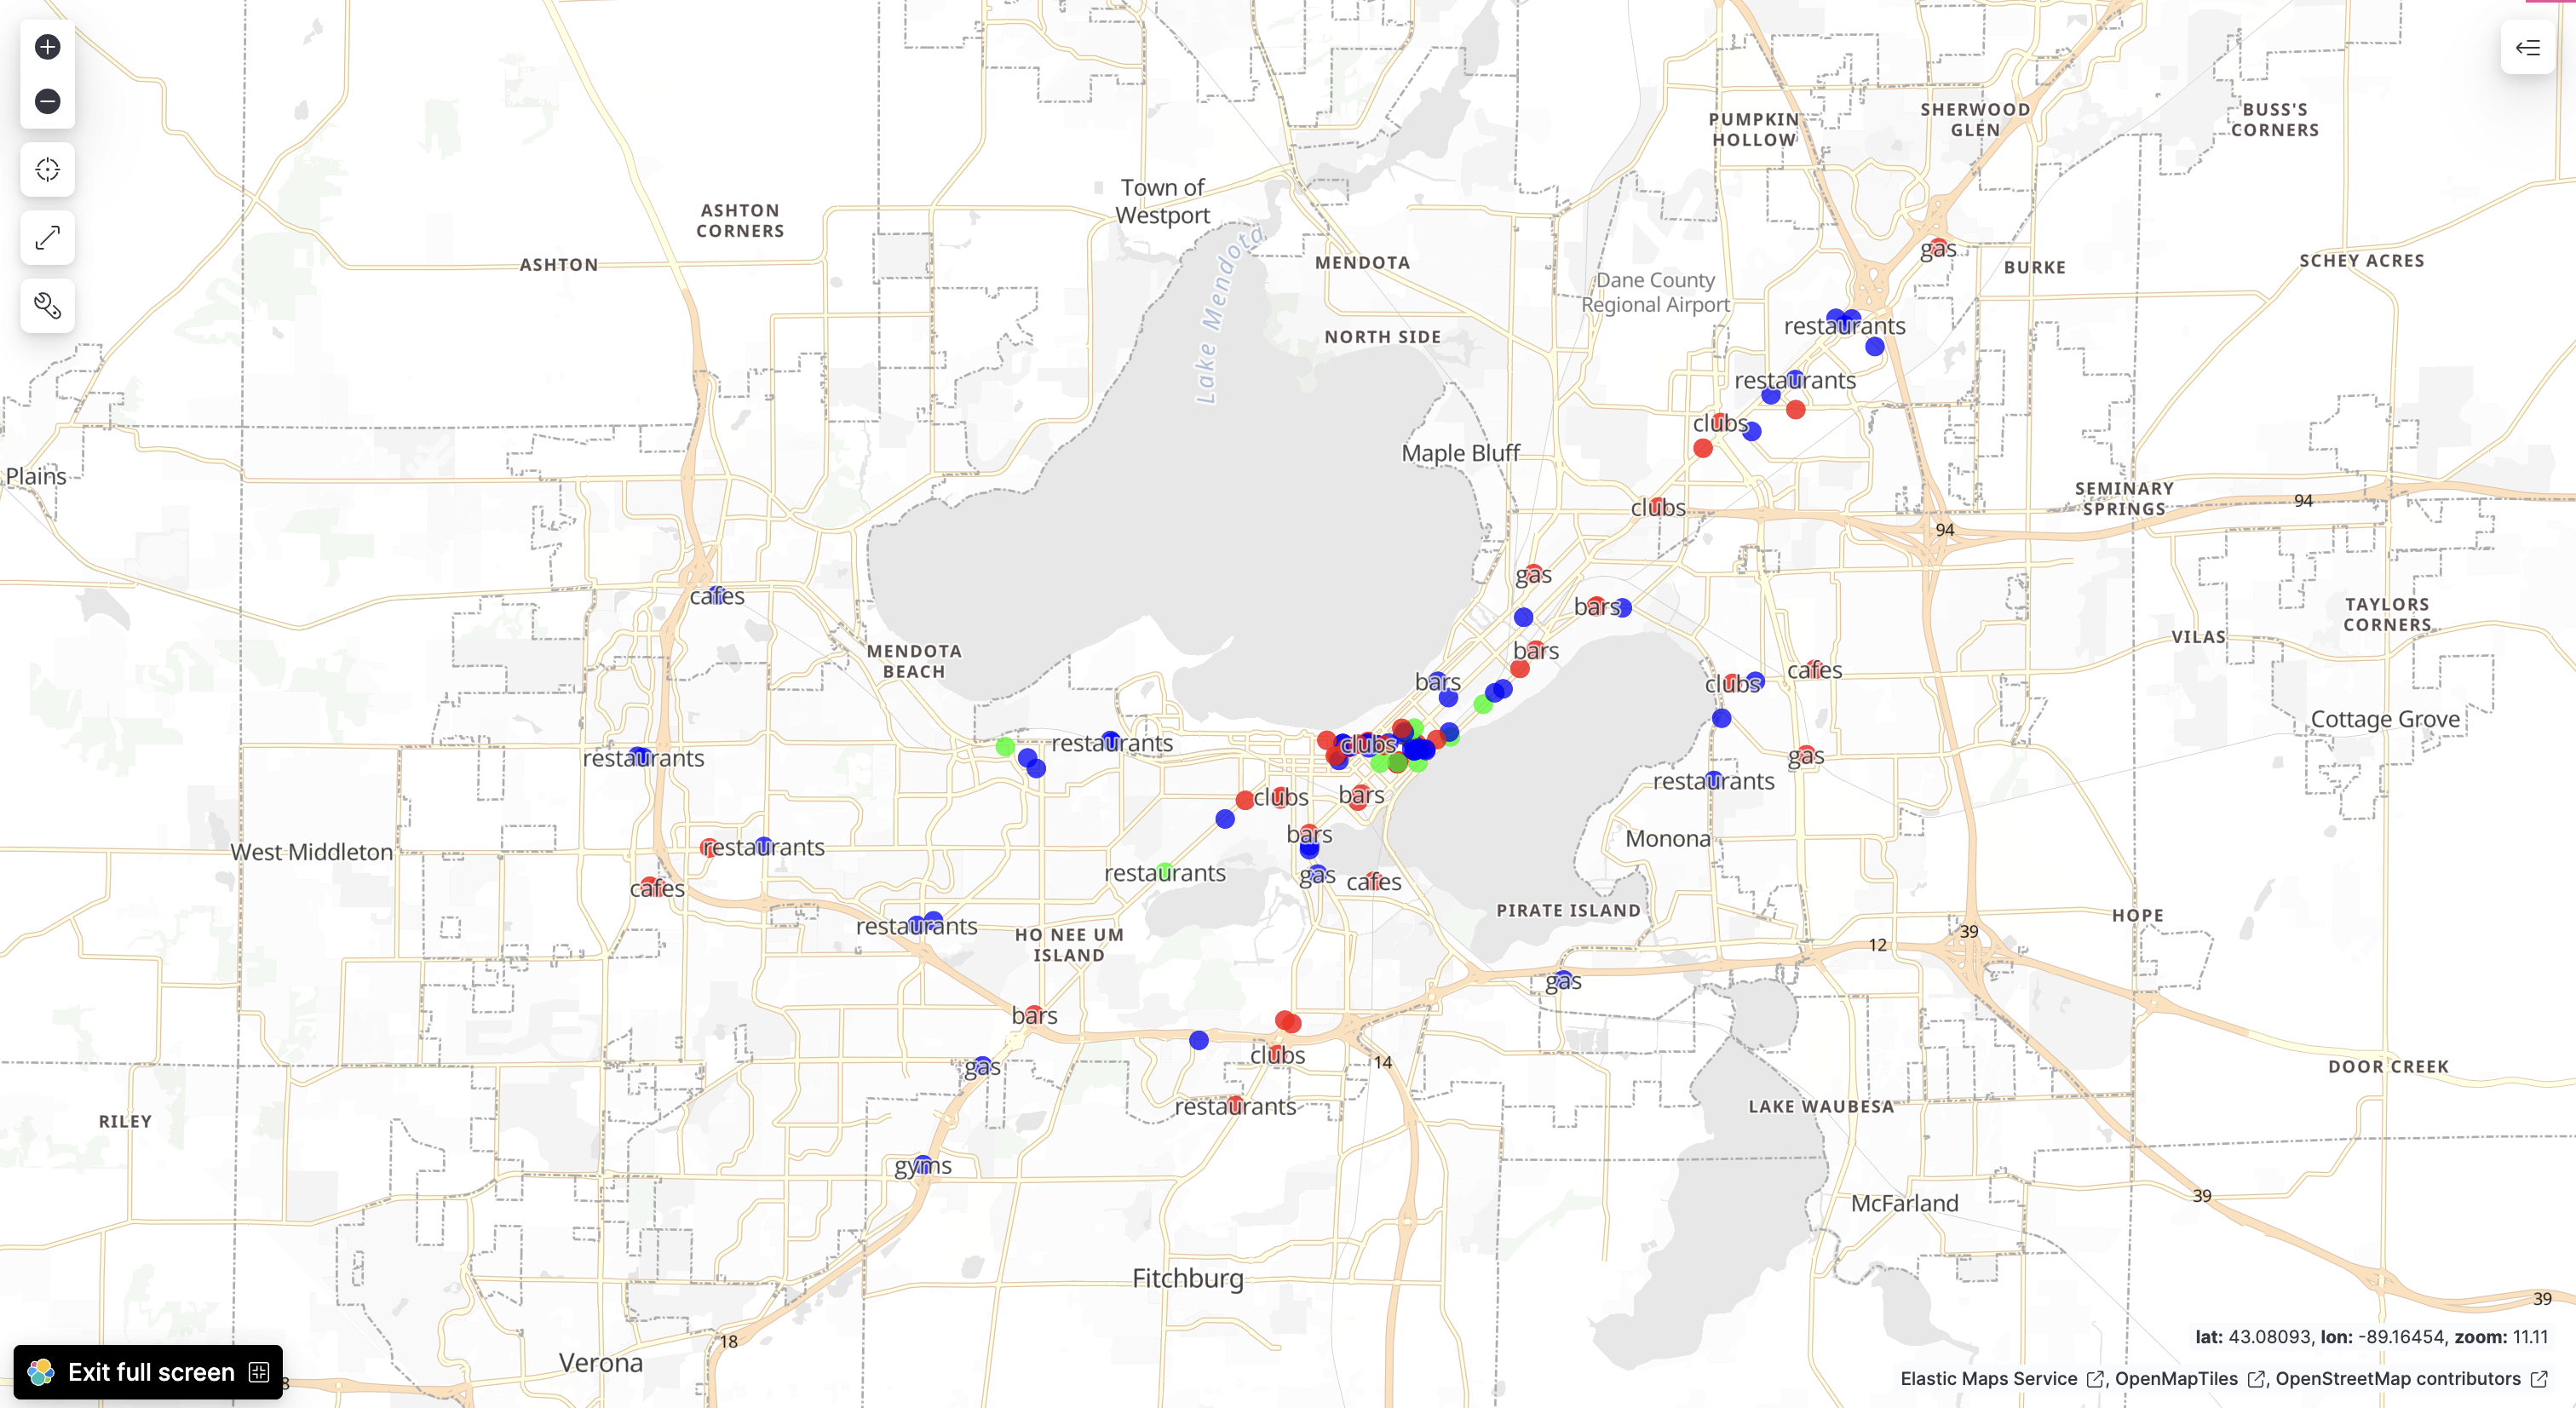 PUMPKIN
HOLLOW
SHERWOOD
GLEN
BUSS'S
CORNERS
Town of
Westport
ASHTON
CORNERS
ASHTON
Lake Mendota
MENDOTA
Dane County
Regional Airport
gas
BURKE
SCHEY ACRES
NORTH SIDE
restaurants
restaurants
clubs
Maple Bluff
Plains
clubs
SEMINARY
SPRINGS
94
94
gas
cafes
bars
TAYLORS
CORNERS
VILAS
MENDOTA
BEACH
bars
bars
clubs
cafes
Cottage Grove
restaurants
restaurants
clubs
gas
restaurants
clubs
bars
bars
Monona
West Middleton
restaurants
cafes
restaurants
gas
cafes
PIRATE ISLAND
HOPE
restaurants
HO NEE UM
ISLAND
39
12
gas
bars
clubs
14
gas
DOOR CREEK
RILEY
restaurants
LAKE WAUBESA
gyms
39
McFarland
Fitchburg
39
18
Verona
lat: 43.08093, lon: -89.16454, zoom: 11.11
Exit full screen
8
Elastic Maps Service , OpenMapTiles , OpenStreetMap contributors